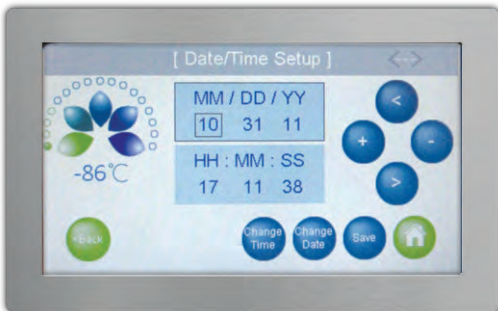 [ Date/Time Setup ]
<-->
MM / DD / YY
10 31 11
HH : MM : SS
17 11 38
-86°C
<
+
-
>
back
Change
Time
Change
Date
Save